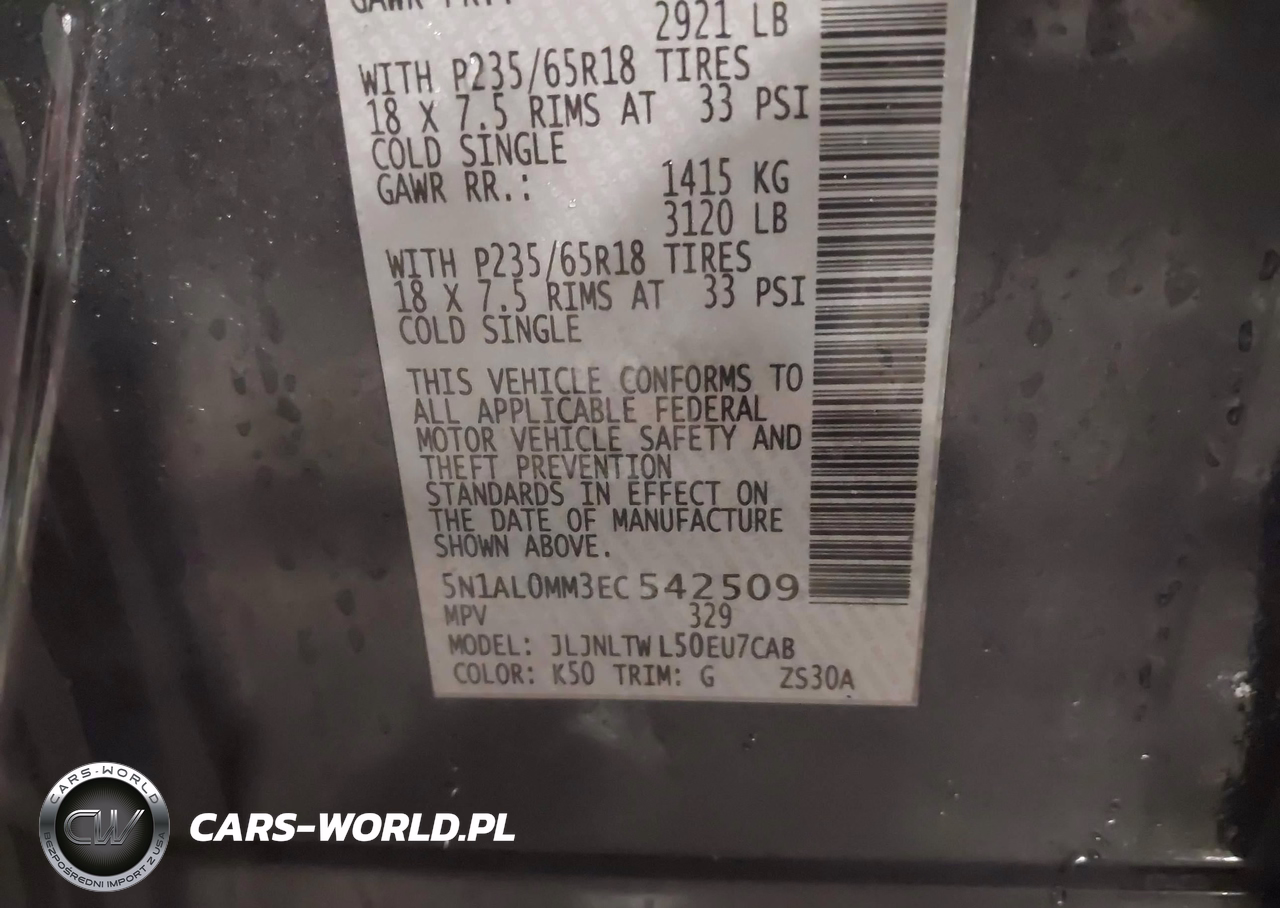 2921 LB
WITH P235/65R18 TIRES
18 X 7.5 RIMS AT 33 PSI
COLD SINGLE
GAWR RR.: 1415 KG
3120 LB
WITH P235/65R18 TIRES
18 X 7.5 RIMS AT 33 PSI
COLD SINGLE
THIS VEHICLE CONFORMS TO
ALL APPLICABLE FEDERAL
MOTOR VEHICLE SAFETY AND
THEFT PREVENTION
STANDARDS IN EFFECT ON
THE DATE OF MANUFACTURE
SHOWN ABOVE.
5N1AL0MM3EC542509
MPV 329
MODEL: JLJNLTWL50EU7CAB
COLOR: K50 TRIM: G ZS30A
CARS-WORLD
CW
BEZPOŚREDNI IMPORT Z USA
CARS-WORLD.PL